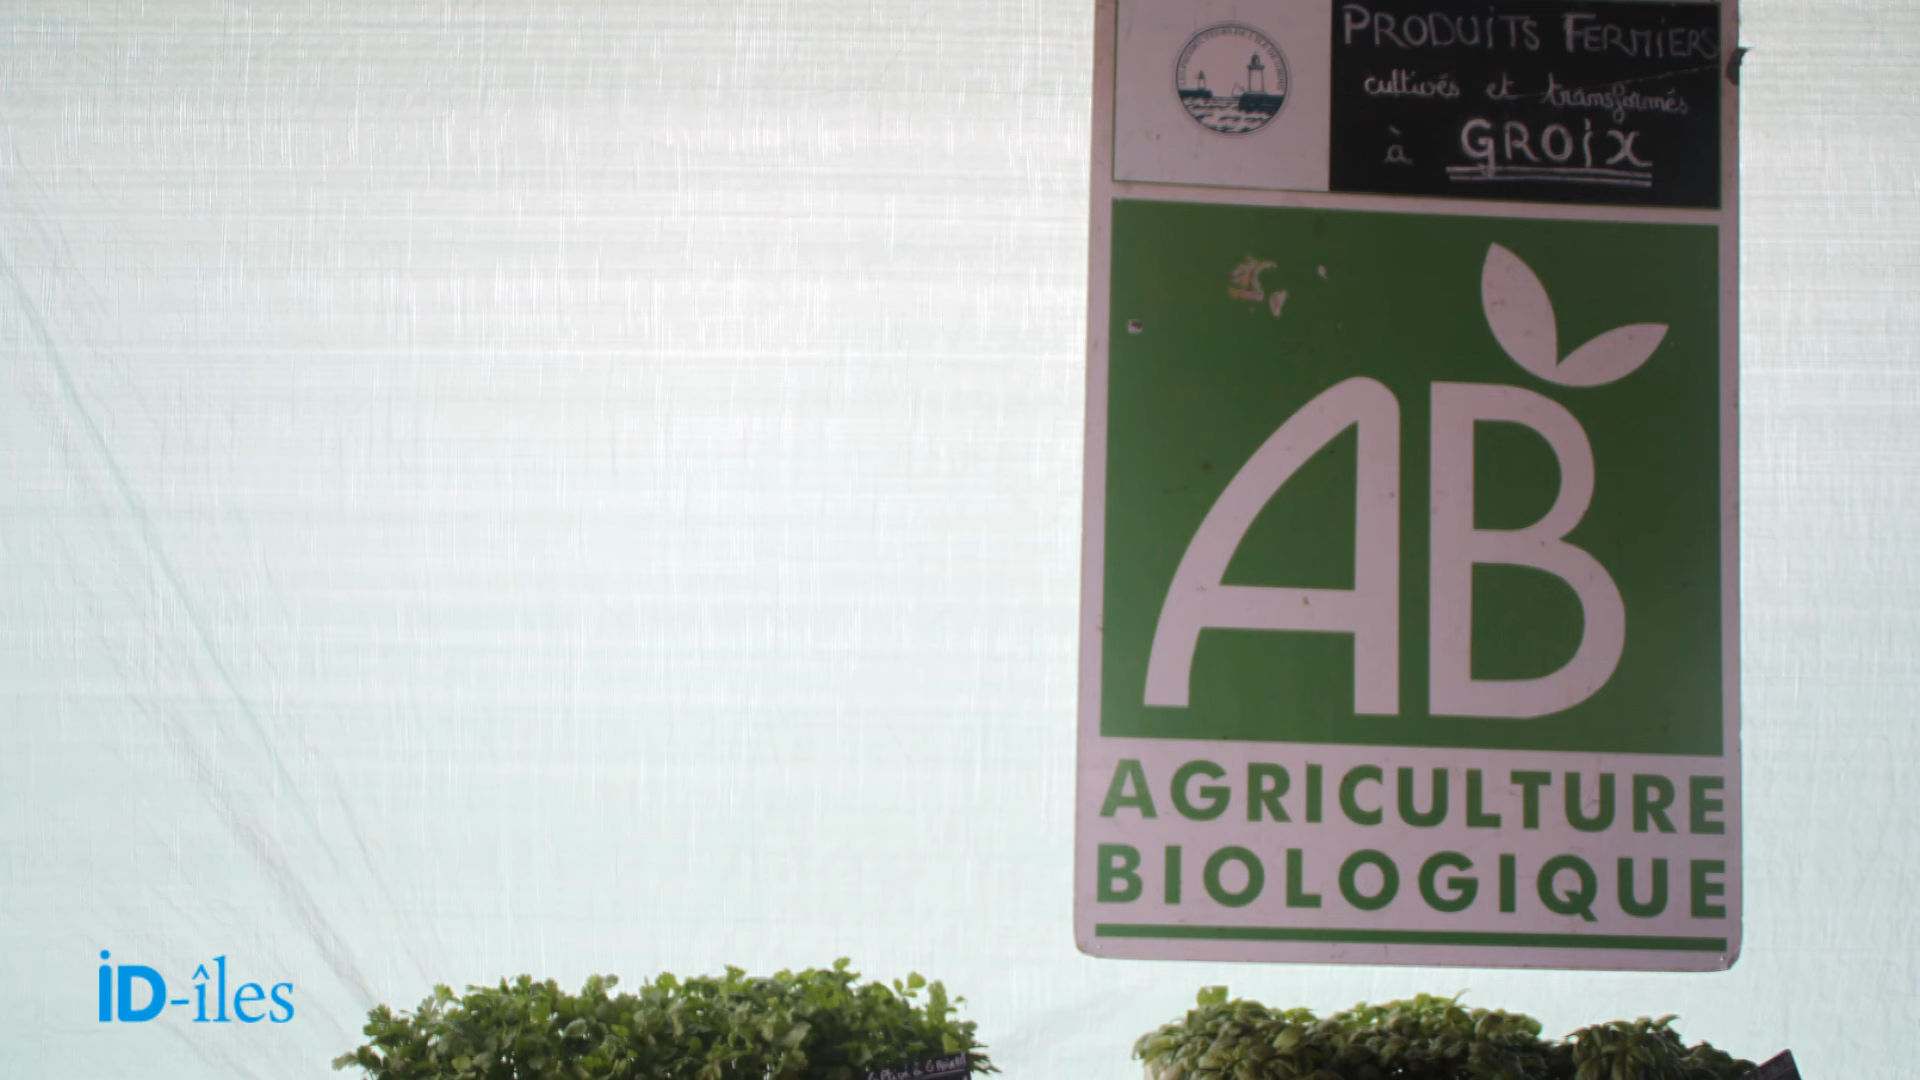 PRODUITS FERMIERS
cultivés et transformés
à GROIX
AB
AGRICULTURE
BIOLOGIQUE
iD-îles